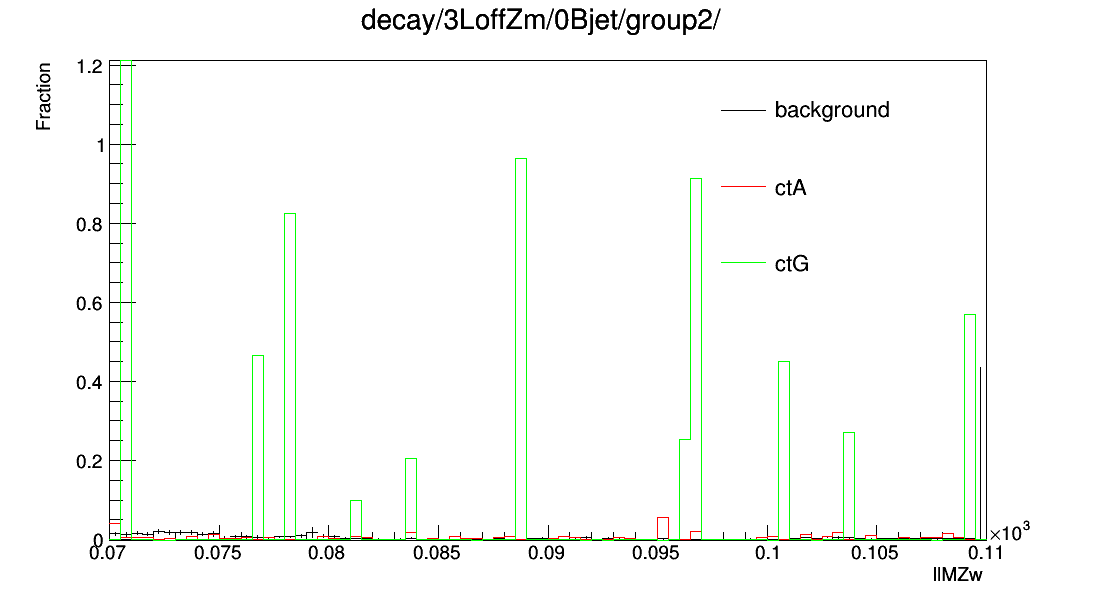 decay/3LoffZm/0Bjet/group2/
Fraction
1.2
1
0.8
0.6
0.4
0.2
0
background
ctA
ctG
0.07 0.075 0.08 0.085 0.09 0.095 0.1 0.105 0.11
×10³
llMZw